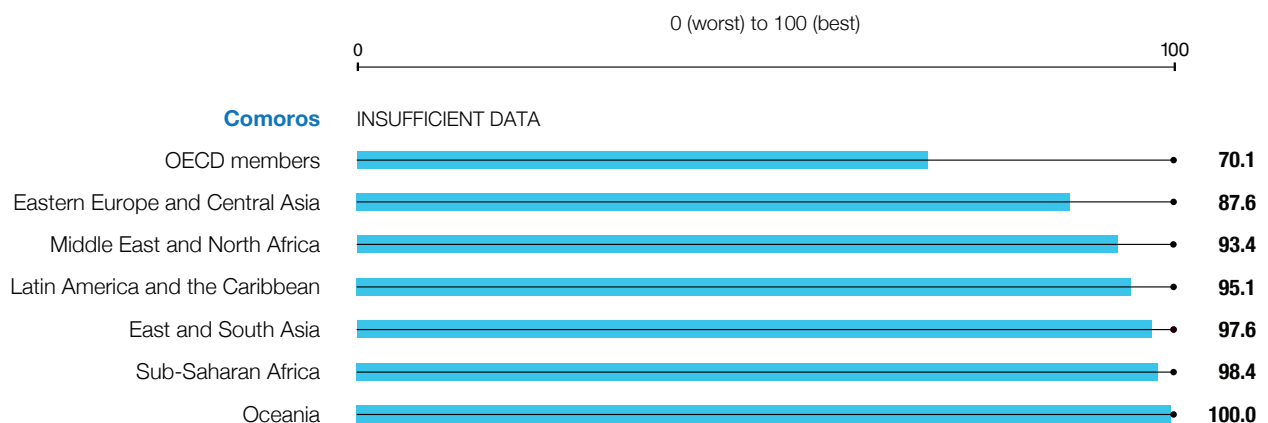 0 (worst) to 100 (best)
0 100
Comoros INSUFFICIENT DATA
OECD members 70.1
Eastern Europe and Central Asia 87.6
Middle East and North Africa 93.4
Latin America and the Caribbean 95.1
East and South Asia 97.6
Sub-Saharan Africa 98.4
Oceania 100.0